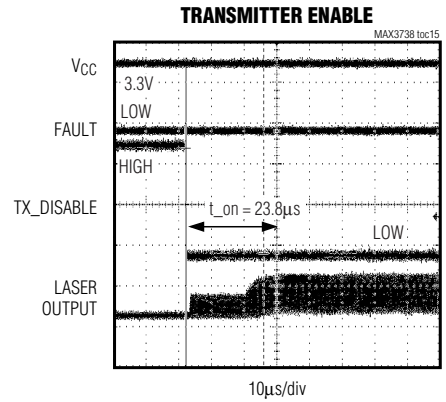 TRANSMITTER ENABLE
MAX3738 toc15
VCC
3.3V
LOW
FAULT
HIGH
TX_DISABLE
t_on = 23.8µs
LOW
LASER
OUTPUT
10µs/div